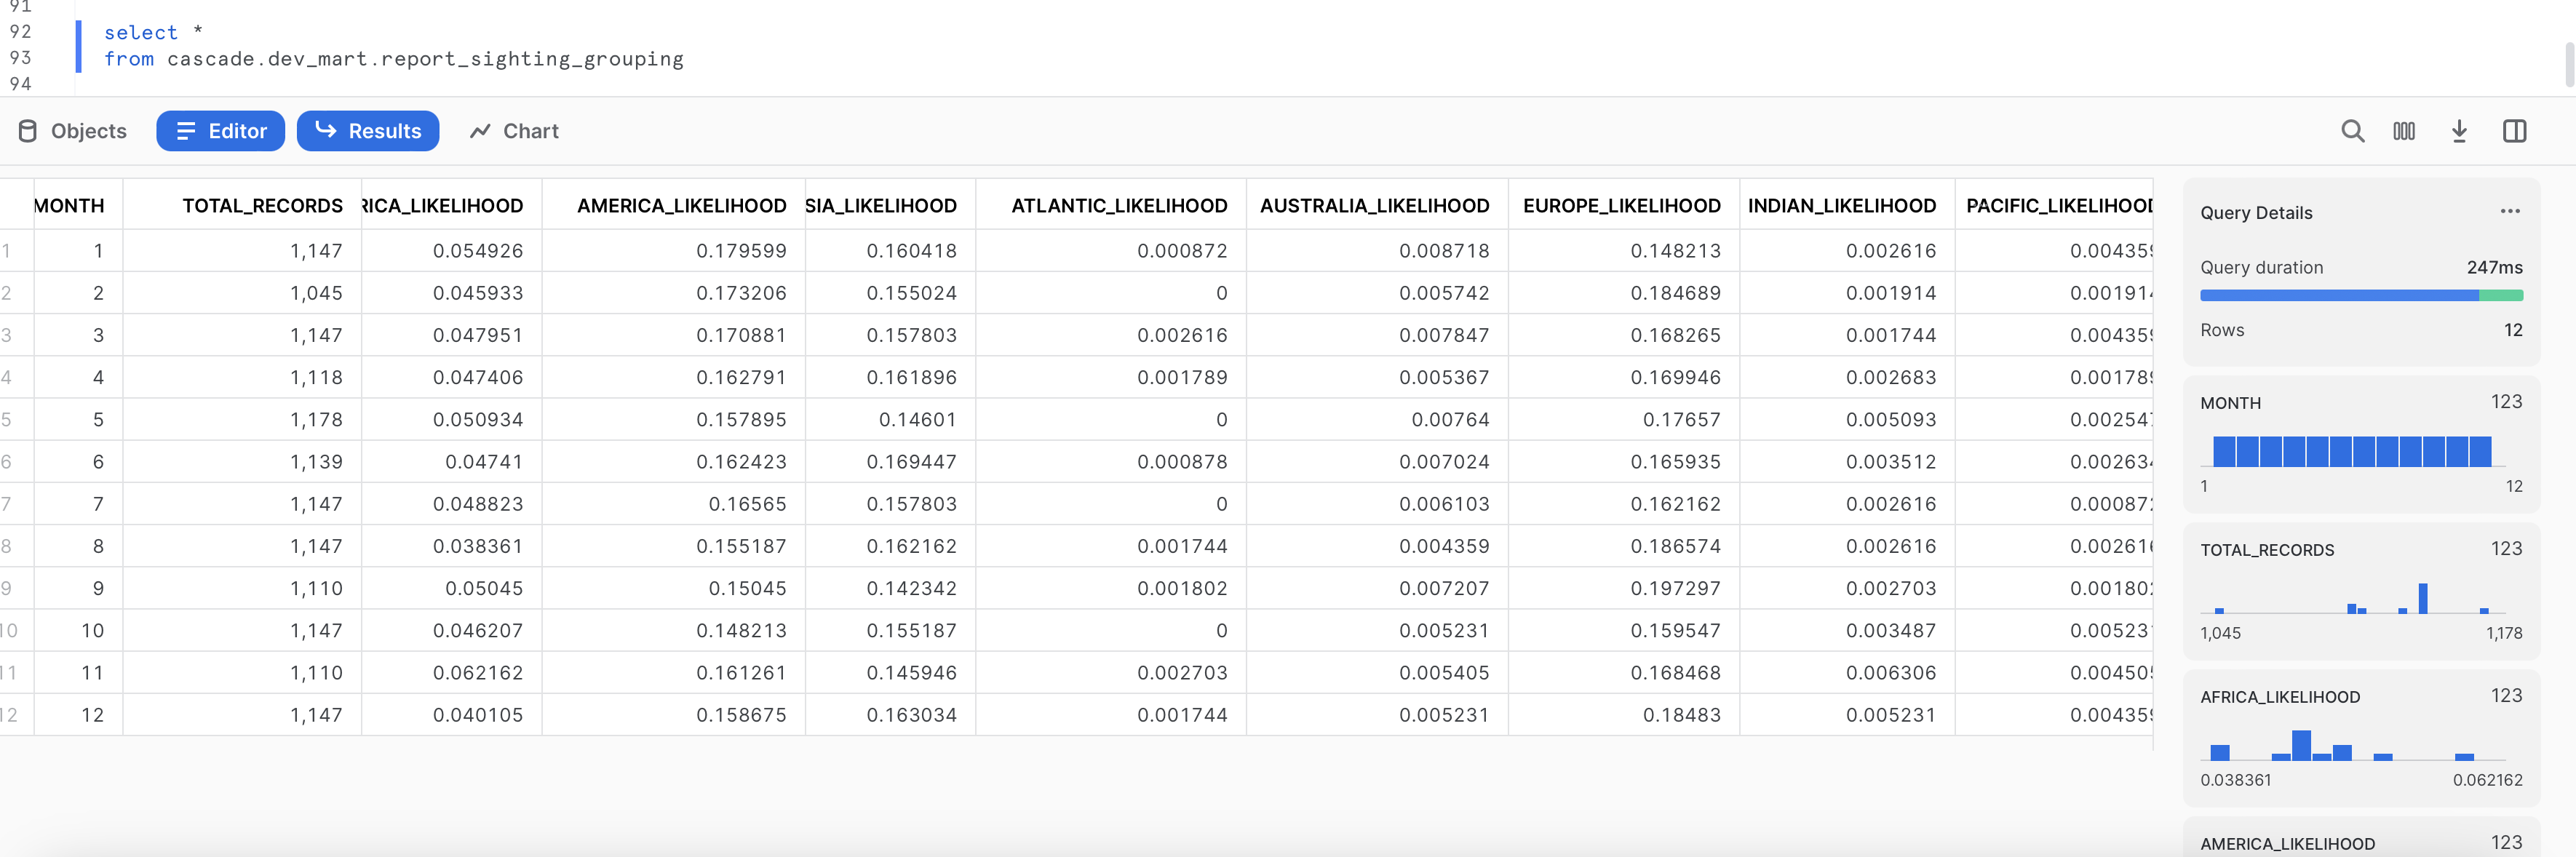 91
92 select *
93 from cascade.dev_mart.report_sighting_grouping
94
Objects Editor Results Chart
MONTH TOTAL_RECORDS RICA_LIKELIHOOD AMERICA_LIKELIHOOD SIA_LIKELIHOOD ATLANTIC_LIKELIHOOD AUSTRALIA_LIKELIHOOD EUROPE_LIKELIHOOD INDIAN_LIKELIHOOD PACIFIC_LIKELIHOOD
1 1 1,147 0.054926 0.179599 0.160418 0.000872 0.008718 0.148213 0.002616 0.004359
2 2 1,045 0.045933 0.173206 0.155024 0 0.005742 0.184689 0.001914 0.001914
3 3 1,147 0.047951 0.170881 0.157803 0.002616 0.007847 0.168265 0.001744 0.004359
4 4 1,118 0.047406 0.162791 0.161896 0.001789 0.005367 0.169946 0.002683 0.001789
5 5 1,178 0.050934 0.157895 0.14601 0 0.00764 0.17657 0.005093 0.002547
6 6 1,139 0.04741 0.162423 0.169447 0.000878 0.007024 0.165935 0.003512 0.002634
7 7 1,147 0.048823 0.16565 0.157803 0 0.006103 0.162162 0.002616 0.000872
8 8 1,147 0.038361 0.155187 0.162162 0.001744 0.004359 0.186574 0.002616 0.002616
9 9 1,110 0.05045 0.15045 0.142342 0.001802 0.007207 0.197297 0.002703 0.001802
10 10 1,147 0.046207 0.148213 0.155187 0 0.005231 0.159547 0.003487 0.005231
11 11 1,110 0.062162 0.161261 0.145946 0.002703 0.005405 0.168468 0.006306 0.004505
12 12 1,147 0.040105 0.158675 0.163034 0.001744 0.005231 0.18483 0.005231 0.004359
Query Details
Query duration 247ms
Rows 12
MONTH 123
1 12
TOTAL_RECORDS 123
1,045 1,178
AFRICA_LIKELIHOOD 123
0.038361 0.062162
AMERICA_LIKELIHOOD 123